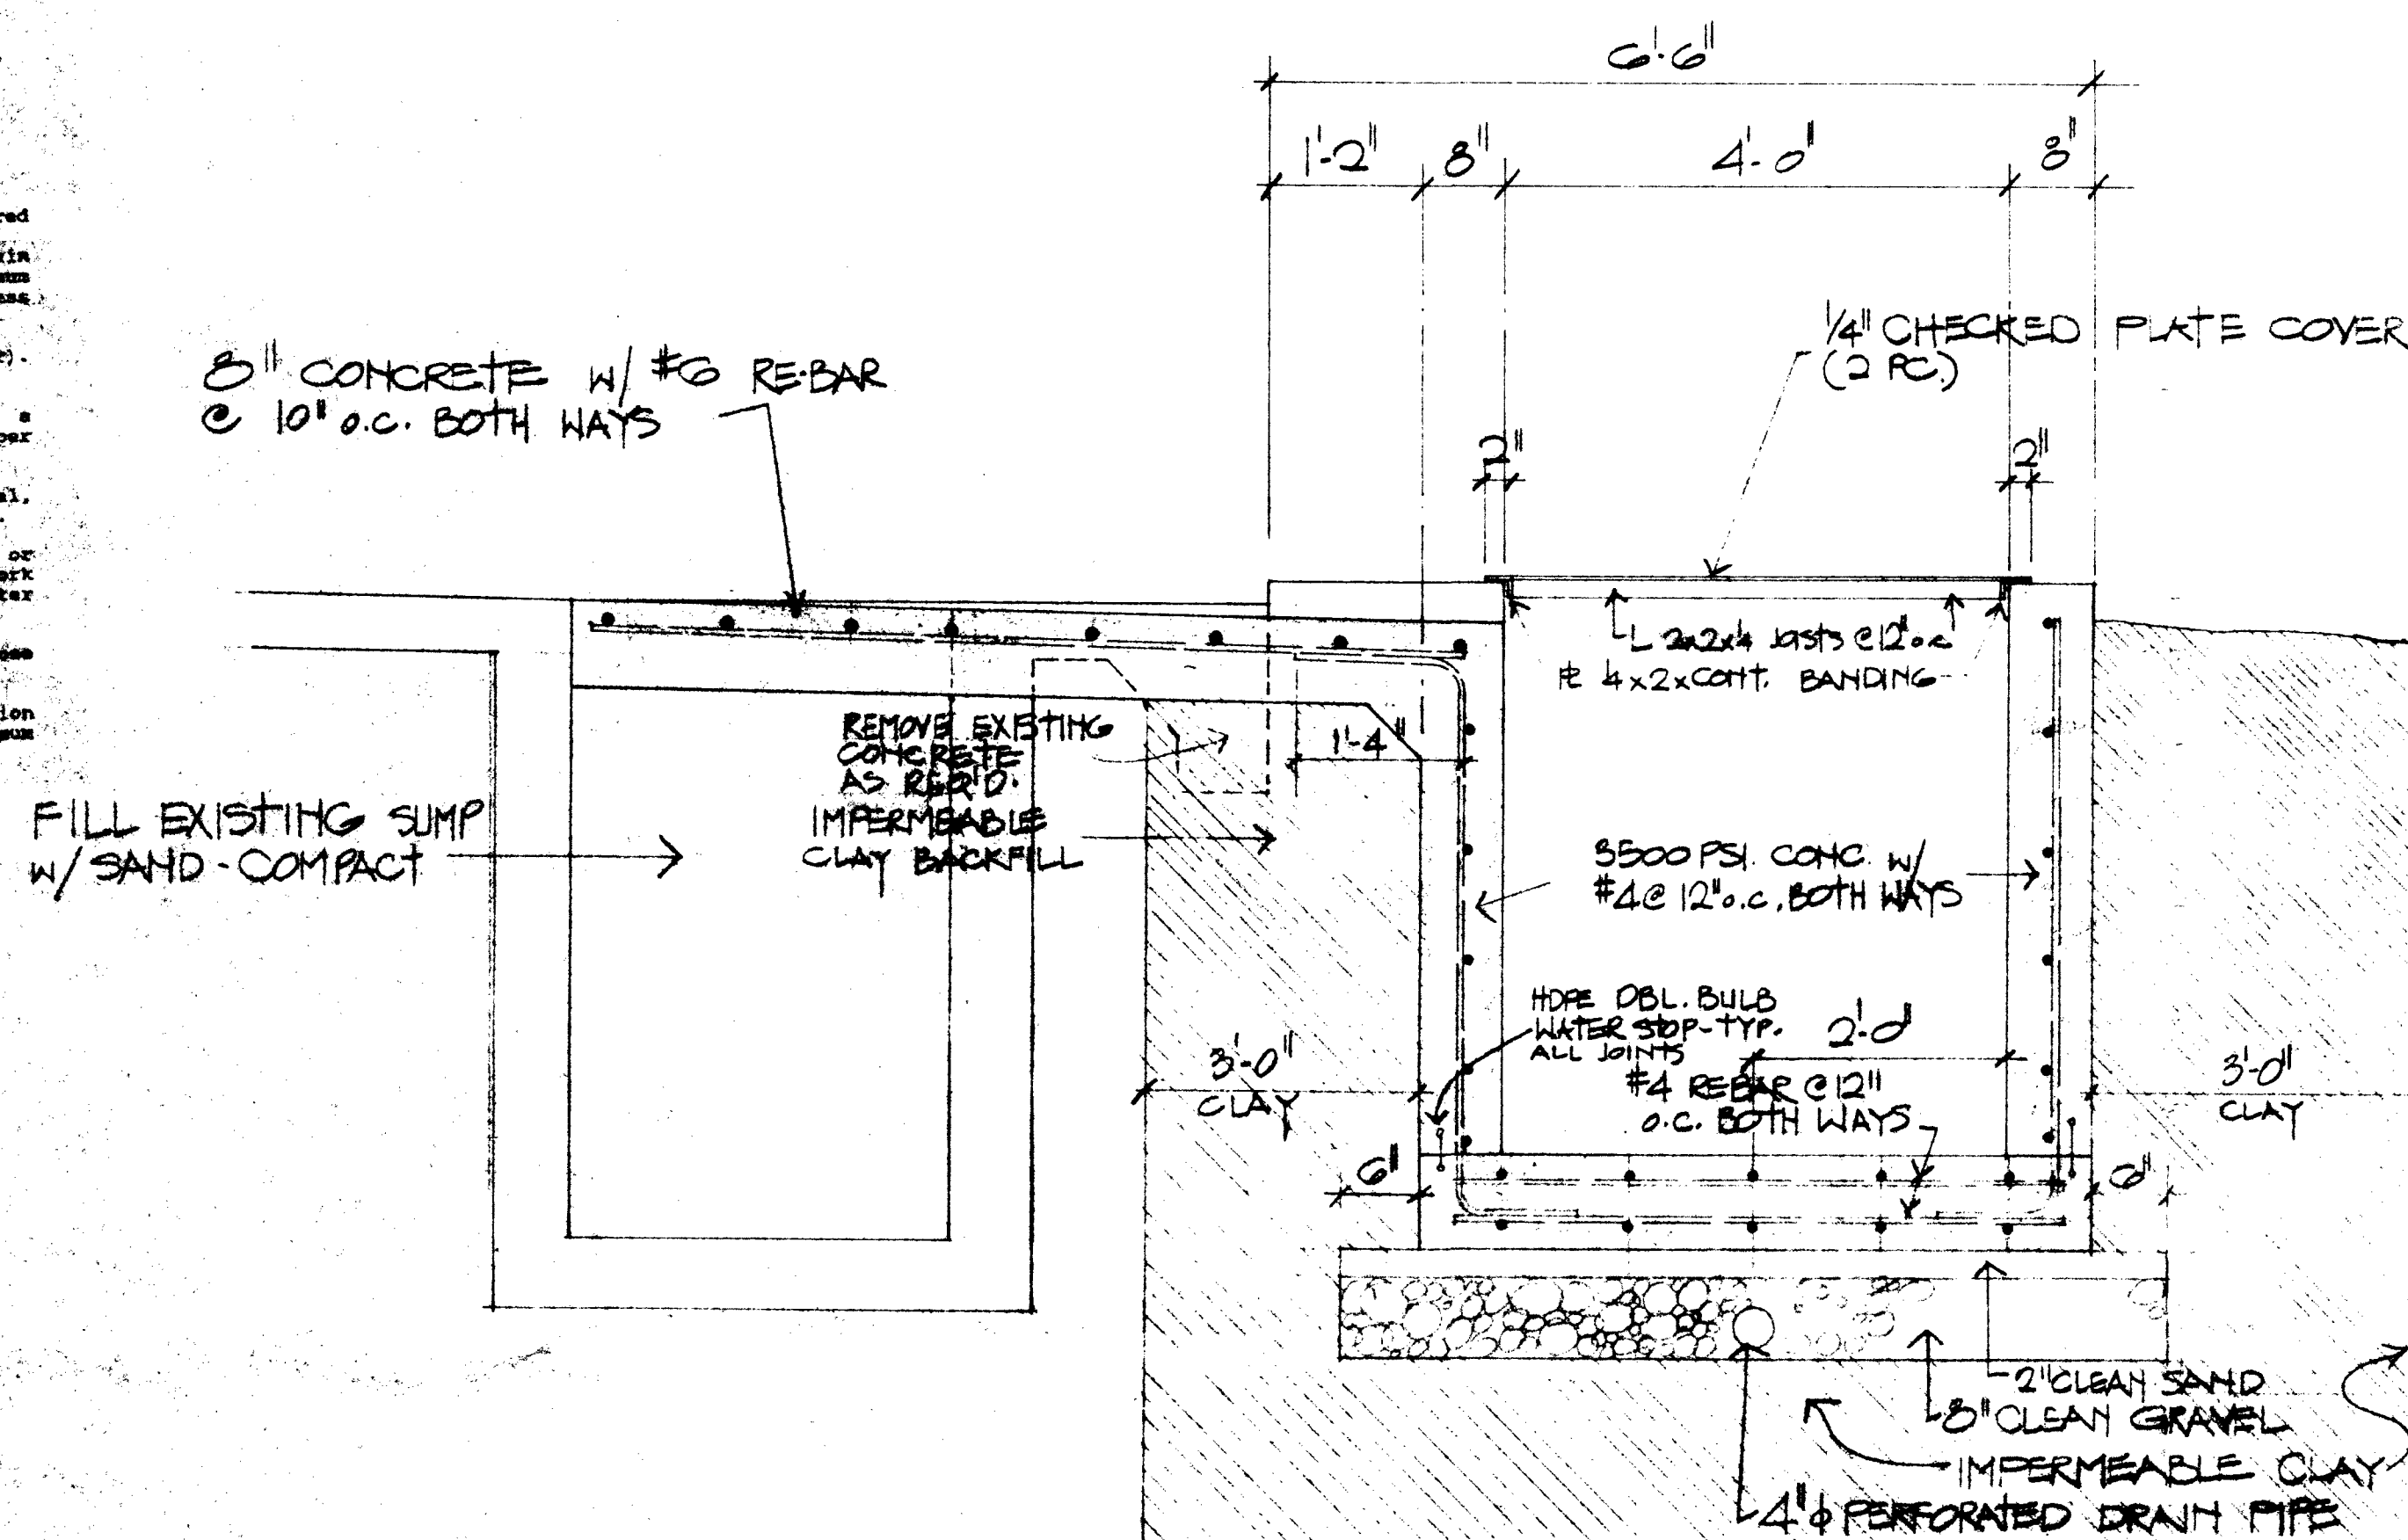 6'-6"
1'-2" 8" 4'-0" 8"
1/4" CHECKED PLATE COVER
(2 PC.)
8" CONCRETE W/ #6 RE-BAR
@ 10" O.C. BOTH WAYS
2" 2"
L 2x2x¼ JOISTS @ 12" o.c
PL 4x2xCONT. BANDING
REMOVE EXISTING
CONCRETE
AS REQ'D.
1'-4"
IMPERMEABLE
CLAY BACKFILL
FILL EXISTING SUMP
W/ SAND-COMPACT
3500 PSI. CONC. W/
#4@ 12" O.C. BOTH WAYS
HDPE DBL. BULB
WATER STOP-TYP.
ALL JOINTS
2'-0"
#4 REBAR @ 12"
O.C. BOTH WAYS
3'-0"
CLAY
3'-0"
CLAY
6" 6"
2" CLEAN SAND
8" CLEAN GRAVEL
IMPERMEABLE CLAY
4"φ PERFORATED DRAIN PIPE
or